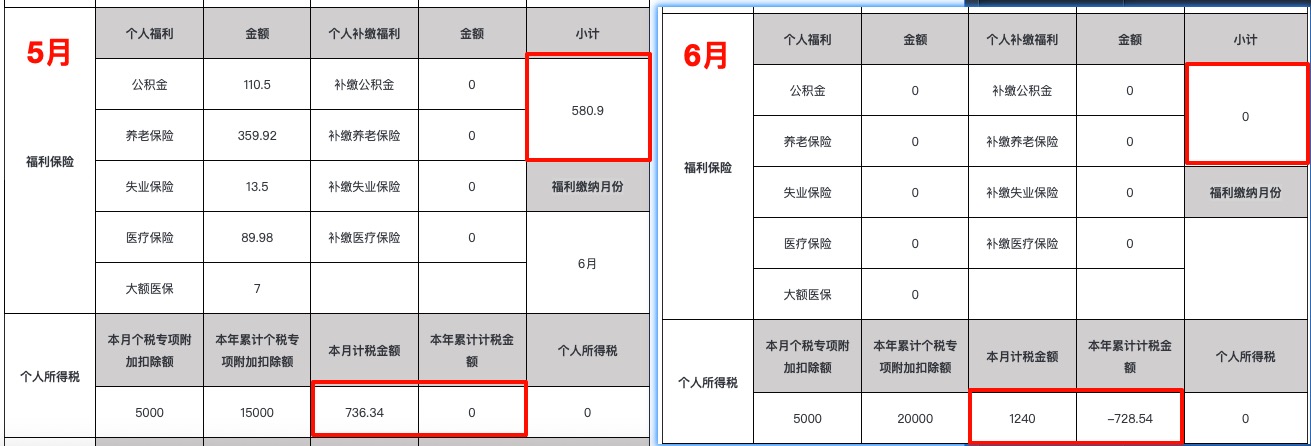 5月
个人福利 金额 个人补缴福利 金额 小计
公积金 110.5 补缴公积金 0 580.9
养老保险 359.92 补缴养老保险 0
福利保险
失业保险 13.5 补缴失业保险 0 福利缴纳月份
医疗保险 89.98 补缴医疗保险 0 6月
大额医保 7
个人所得税
本月个税专项附
加扣除额
本年累计个税专
项附加扣除额
本月计税金额
本年累计计税金
额
个人所得税
5000 15000 736.34 0 0
6月
个人福利 金额 个人补缴福利 金额 小计
公积金 0 补缴公积金 0 0
养老保险 0 补缴养老保险 0
福利保险
失业保险 0 补缴失业保险 0 福利缴纳月份
医疗保险 0 补缴医疗保险 0
大额医保 0
个人所得税
本月个税专项附
加扣除额
本年累计个税专
项附加扣除额
本月计税金额
本年累计计税金
额
个人所得税
5000 20000 1240 -728.54 0